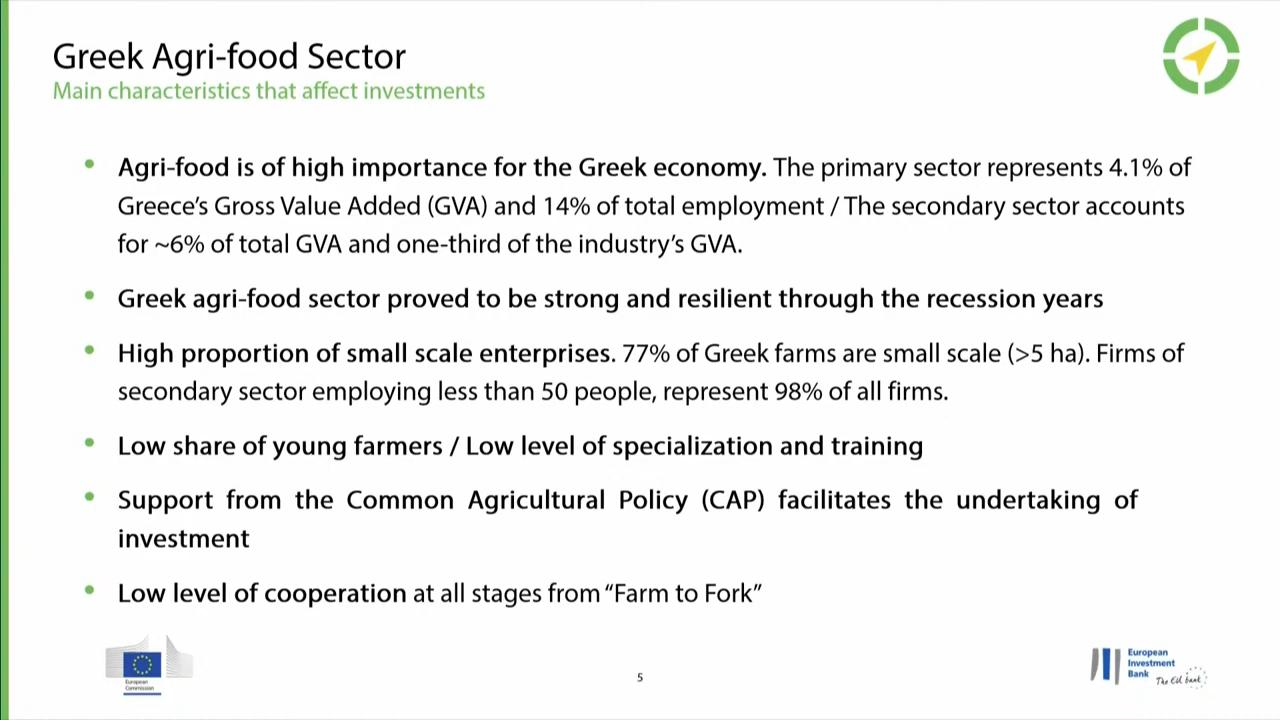 Greek Agri-food Sector
Main characteristics that affect investments
• Agri-food is of high importance for the Greek economy. The primary sector represents 4.1% of
Greece’s Gross Value Added (GVA) and 14% of total employment / The secondary sector accounts
for ~6% of total GVA and one-third of the industry’s GVA.
• Greek agri-food sector proved to be strong and resilient through the recession years
• High proportion of small scale enterprises. 77% of Greek farms are small scale (>5 ha). Firms of
secondary sector employing less than 50 people, represent 98% of all firms.
• Low share of young farmers / Low level of specialization and training
• Support from the Common Agricultural Policy (CAP) facilitates the undertaking of
investment
• Low level of cooperation at all stages from “Farm to Fork”
European
Commission
5
European
Investment
Bank
The EU bank